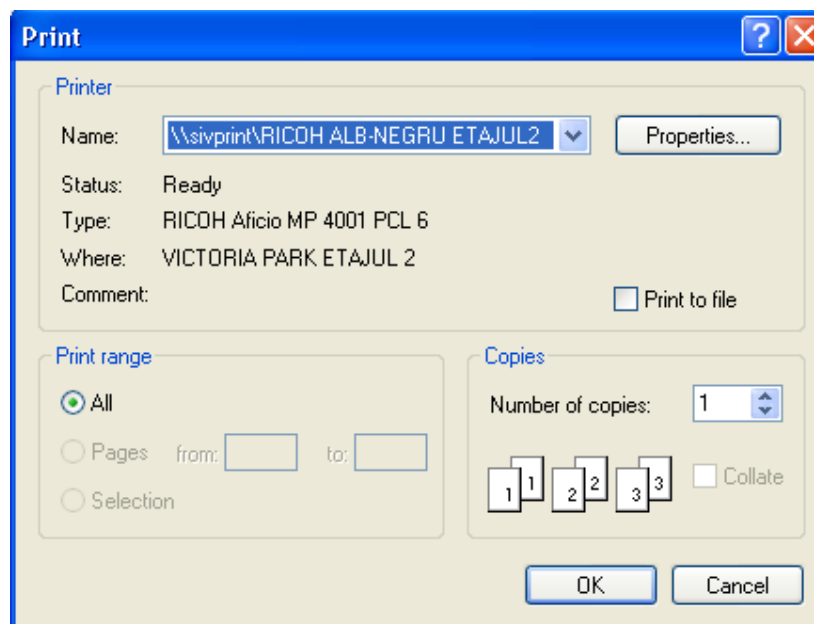 Print
Printer
Name: \\sivprint\RICOH ALB-NEGRU ETAJUL2 Properties...
Status: Ready
Type: RICOH Aficio MP 4001 PCL 6
Where: VICTORIA PARK ETAJUL 2
Comment: Print to file
Print range
All
Pages from: to:
Selection
Copies
Number of copies: 1
1 1 2 2 3 3 Collate
OK Cancel